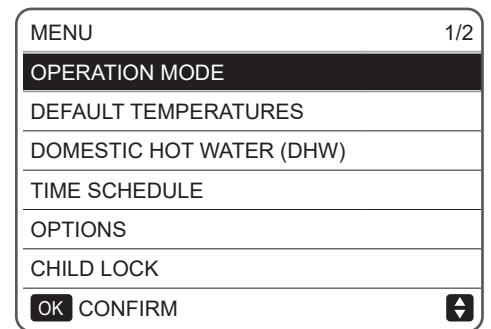 MENU 1/2
OPERATION MODE
DEFAULT TEMPERATURES
DOMESTIC HOT WATER (DHW)
TIME SCHEDULE
OPTIONS
CHILD LOCK
OK CONFIRM